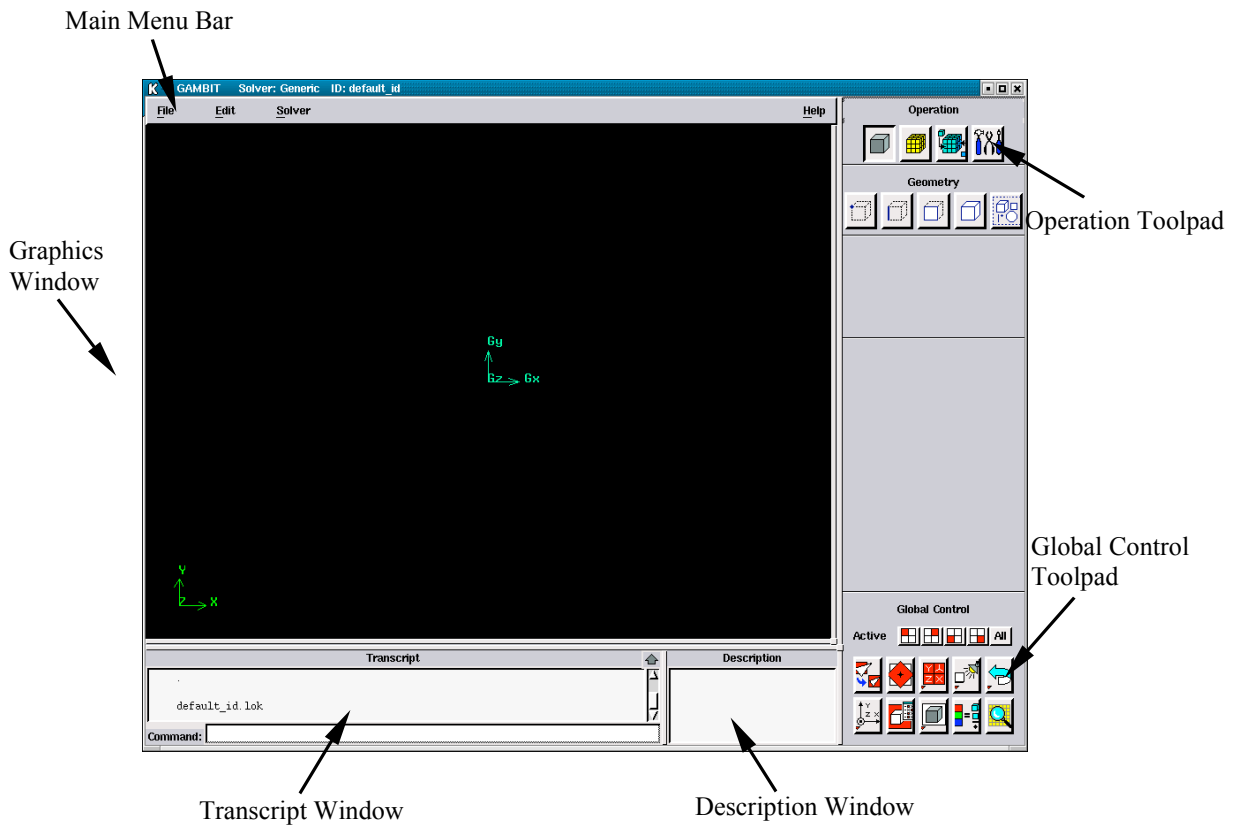 Main Menu Bar
GAMBIT Solver: Generic ID: default_id
File Edit Solver Help
Operation
Geometry
Operation Toolpad
Graphics
Window
Gy
Gz Gx
Global Control
Toolpad
Y
Z X
Global Control
Active All
Transcript
Description
.
default_id.lok
Command:
Transcript Window
Description Window